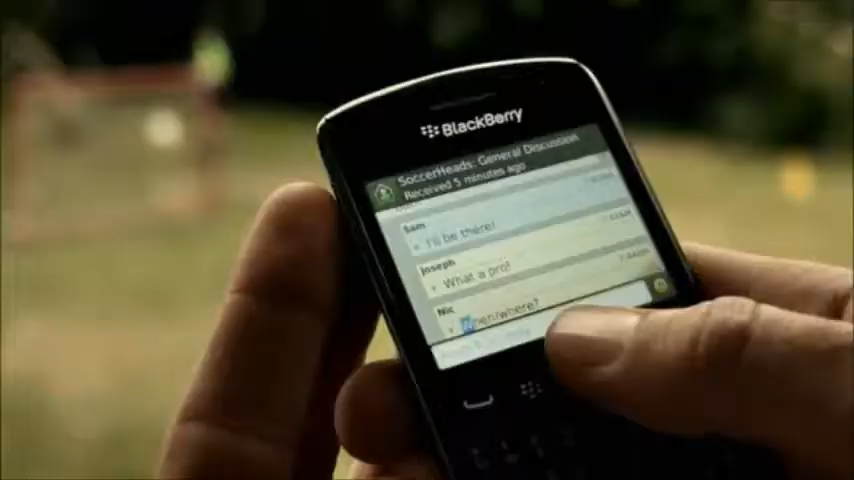 BlackBerry
SoccerHeads: General Discussion
Received 5 minutes ago
Sam
I'll be there!
Joseph
What a pro!
Nic
When/where?